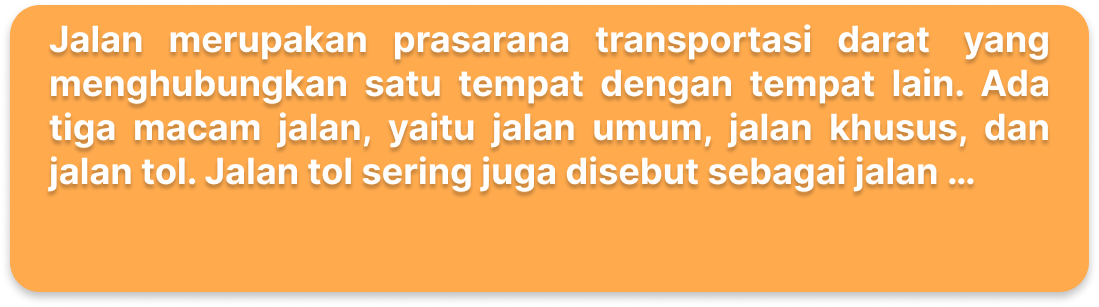 Jalan merupakan prasarana transportasi darat yang
menghubungkan satu tempat dengan tempat lain. Ada
tiga macam jalan, yaitu jalan umum, jalan khusus, dan
jalan tol. Jalan tol sering juga disebut sebagai jalan ...